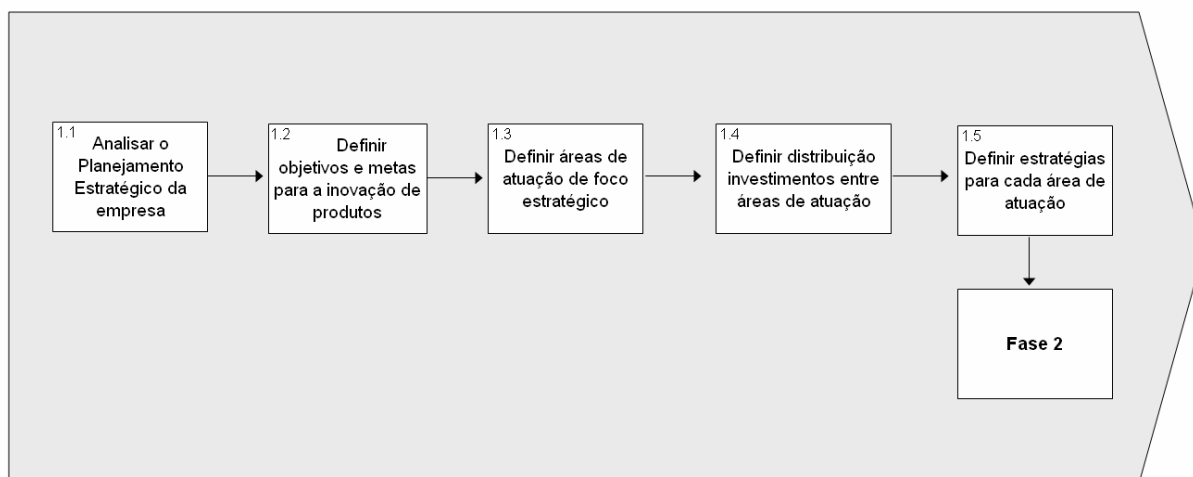 1.1
Analisar o
Planejamento
Estratégico da
empresa
1.2
Definir
objetivos e metas
para a inovação de
produtos
1.3
Definir áreas de
atuação de foco
estratégico
1.4
Definir distribuição
investimentos entre
áreas de atuação
1.5
Definir estratégias
para cada área de
atuação
Fase 2